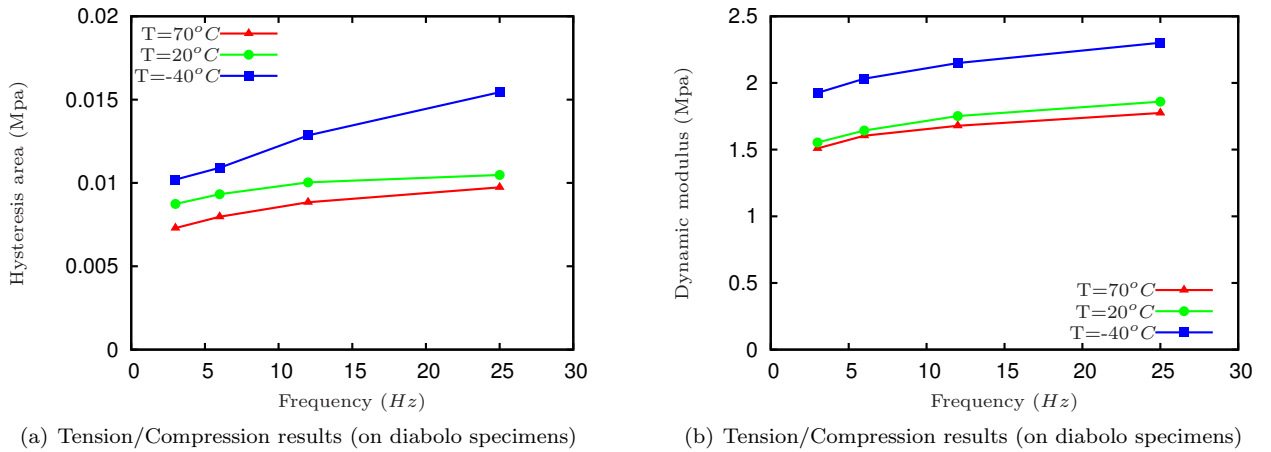 Hysteresis area (Mpa)
0.02
0.015
0.01
0.005
0
T=70°C
T=20°C
T=-40°C
0 5 10 15 20 25 30
Frequency (Hz)
(a) Tension/Compression results (on diabolo specimens)
Dynamic modulus (Mpa)
2.5
2
1.5
1
0.5
0
T=70°C
T=20°C
T=-40°C
0 5 10 15 20 25 30
Frequency (Hz)
(b) Tension/Compression results (on diabolo specimens)